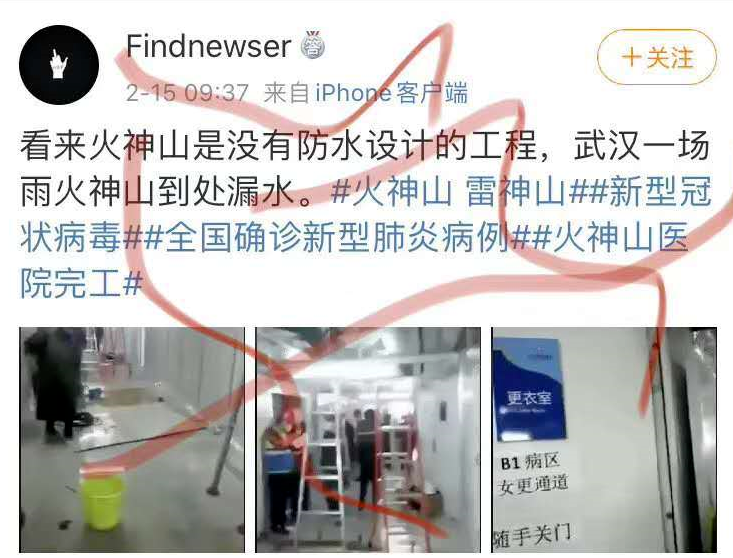 Findnewser
＋关注
2-15 09:37 来自 iPhone客户端
看来火神山是没有防水设计的工程，武汉一场
雨火神山到处漏水。#火神山 雷神山##新型冠
状病毒##全国确诊新型肺炎病例##火神山医
院完工#
更衣室
B1 病区
女更通道
随手关门